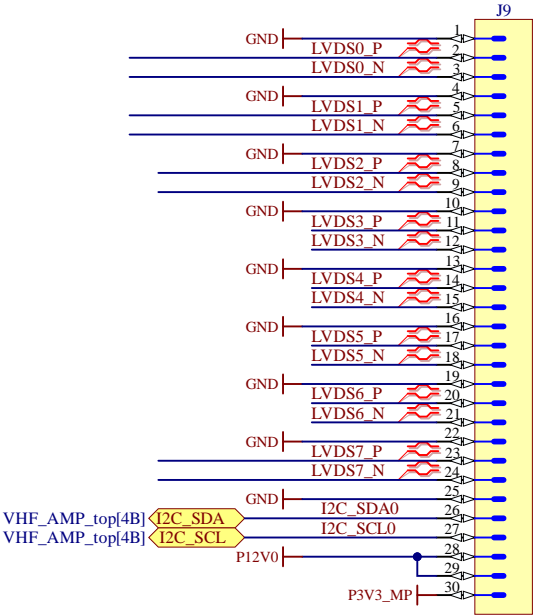 J9
GND 1
LVDS0_P 2
LVDS0_N 3
GND 4
LVDS1_P 5
LVDS1_N 6
GND 7
LVDS2_P 8
LVDS2_N 9
GND 10
LVDS3_P 11
LVDS3_N 12
GND 13
LVDS4_P 14
LVDS4_N 15
GND 16
LVDS5_P 17
LVDS5_N 18
GND 19
LVDS6_P 20
LVDS6_N 21
GND 22
LVDS7_P 23
LVDS7_N 24
GND 25
VHF_AMP_top[4B] I2C_SDA I2C_SDA0 26
VHF_AMP_top[4B] I2C_SCL I2C_SCL0 27
P12V0 28
29
P3V3_MP 30